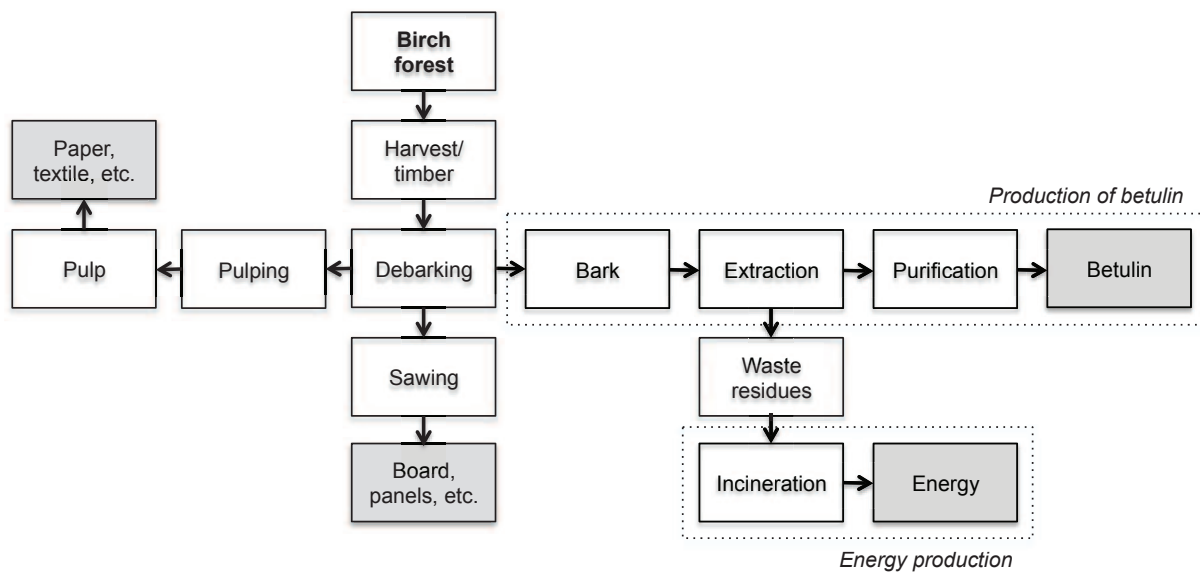 Birch
forest
Paper,
textile, etc.
Harvest/
timber
Production of betulin
Pulp
Pulping
Debarking
Bark
Extraction
Purification
Betulin
Sawing
Waste
residues
Board,
panels, etc.
Incineration
Energy
Energy production